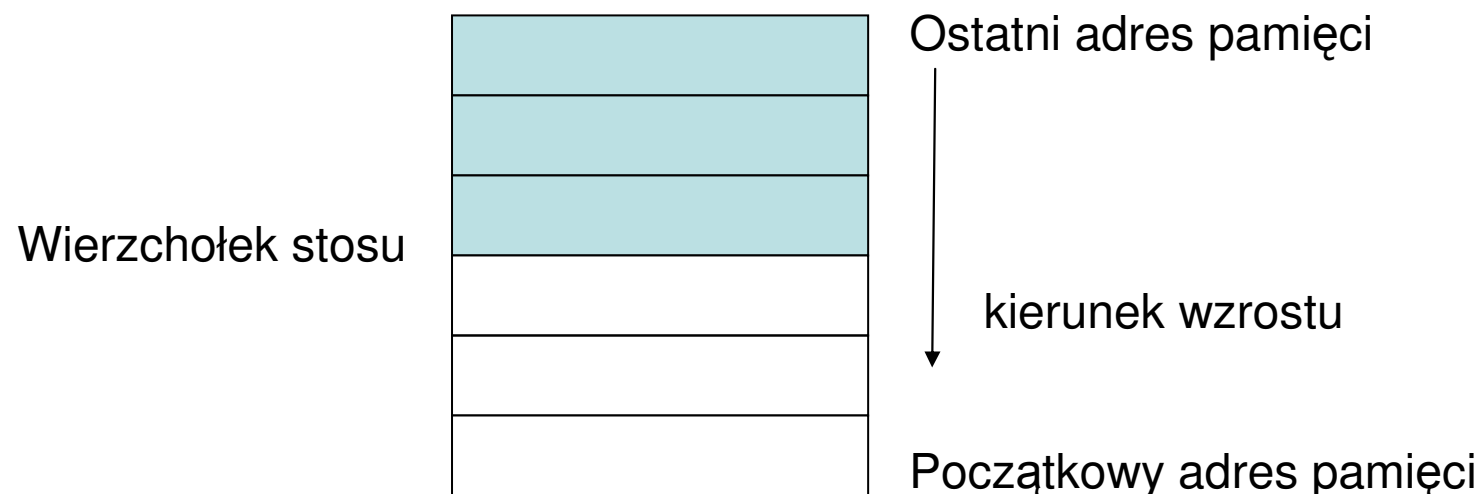 Ostatni adres pamięci
Wierzchołek stosu
kierunek wzrostu
Początkowy adres pamięci